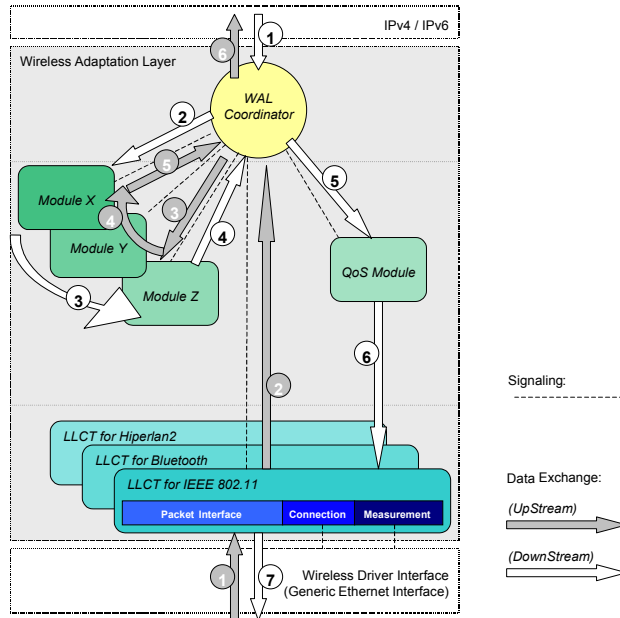 IPv4 / IPv6
6
1
Wireless Adaptation Layer
WAL
Coordinator
2
5
3
5
4
4
Module X
Module Y
Module Z
QoS Module
3
6
2
Signaling:
LLCT for Hiperlan2
LLCT for Bluetooth
LLCT for IEEE 802.11
Packet Interface
Connection
Measurement
Data Exchange:
(UpStream)
(DownStream)
1
7
Wireless Driver Interface
(Generic Ethernet Interface)